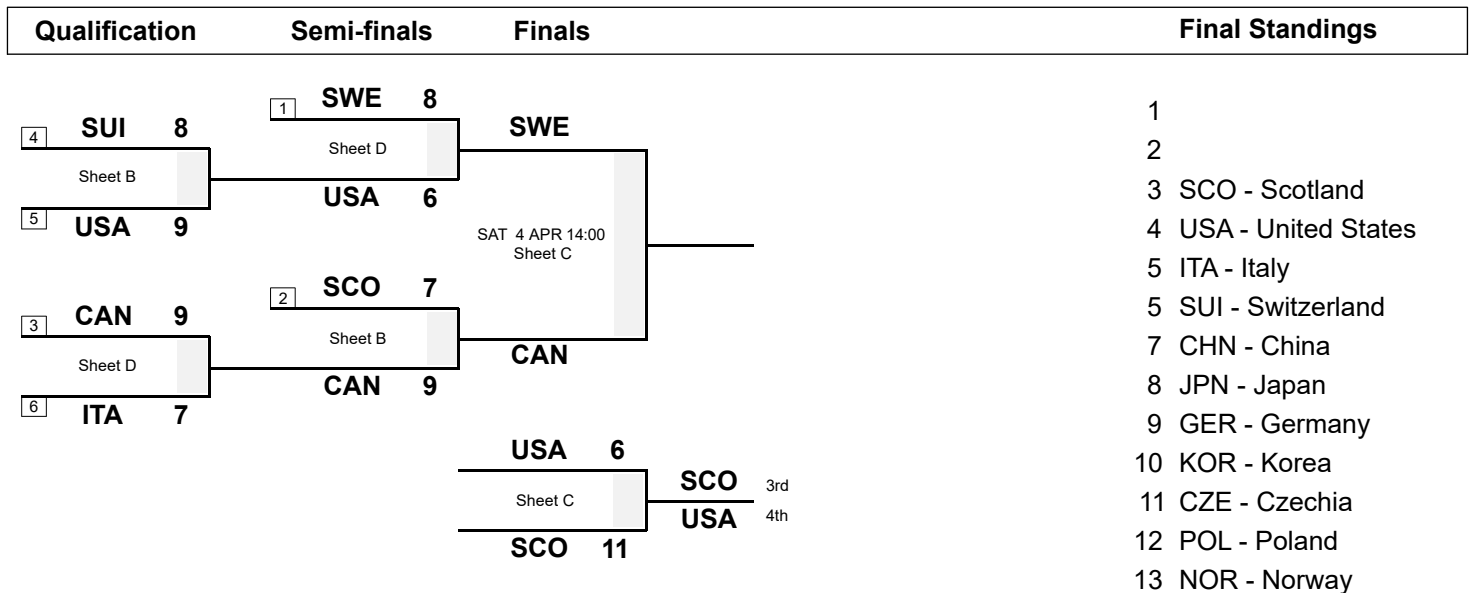 Qualification Semi-finals Finals Final Standings
1 SWE 8
4 SUI 8
Sheet D
SWE
Sheet B
USA 6
5 USA 9
SAT 4 APR 14:00
Sheet C
2 SCO 7
3 CAN 9
Sheet B
CAN
Sheet D
CAN 9
6 ITA 7
USA 6
Sheet C
SCO 3rd
USA 4th
SCO 11
1
2
3 SCO - Scotland
4 USA - United States
5 ITA - Italy
5 SUI - Switzerland
7 CHN - China
8 JPN - Japan
9 GER - Germany
10 KOR - Korea
11 CZE - Czechia
12 POL - Poland
13 NOR - Norway